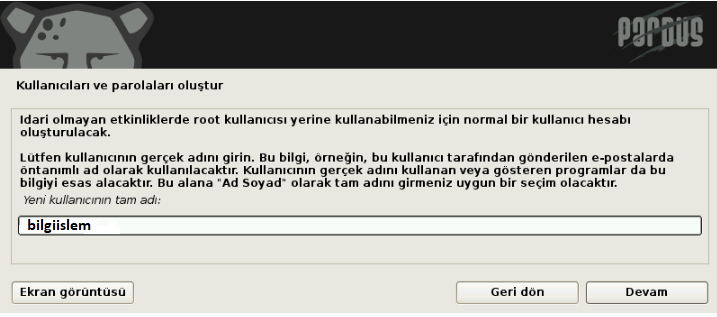 PARDUS
Kullanıcıları ve parolaları oluştur
Idari olmayan etkinliklerde root kullanıcısı yerine kullanabilmeniz için normal bir kullanıcı hesabı
oluşturulacak.
Lütfen kullanıcının gerçek adını girin. Bu bilgi, örneğin, bu kullanıcı tarafından gönderilen e-postalarda
öntanımlı ad olarak kullanılacaktır. Kullanıcının gerçek adını kullanan veya gösteren programlar da bu
bilgiyi esas alacaktır. Bu alana "Ad Soyad" olarak tam adını girmeniz uygun bir seçim olacaktır.
Yeni kullanıcının tam adı:
bilgiislem
Ekran görüntüsü
Geri dön
Devam